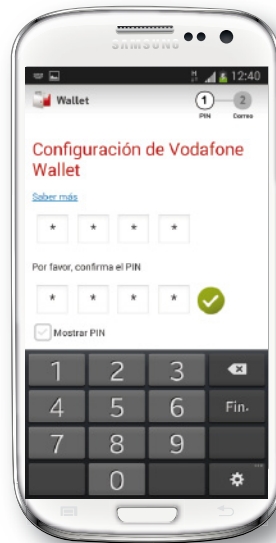 SAMSUNG
H 12:40
Wallet
1 2
PIN Correo
Configuración de Vodafone
Wallet
Saber más
* * * *
Por favor, confirma el PIN
* * * *
Mostrar PIN
1 2 3
4 5 6 Fin.
7 8 9
0